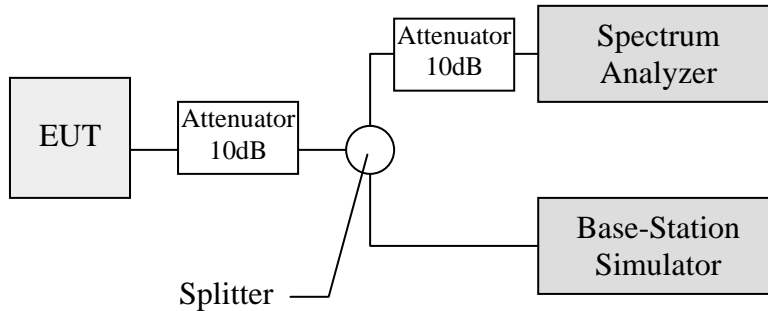 Attenuator
10dB
Spectrum
Analyzer
EUT
Attenuator
10dB
Base-Station
Simulator
Splitter